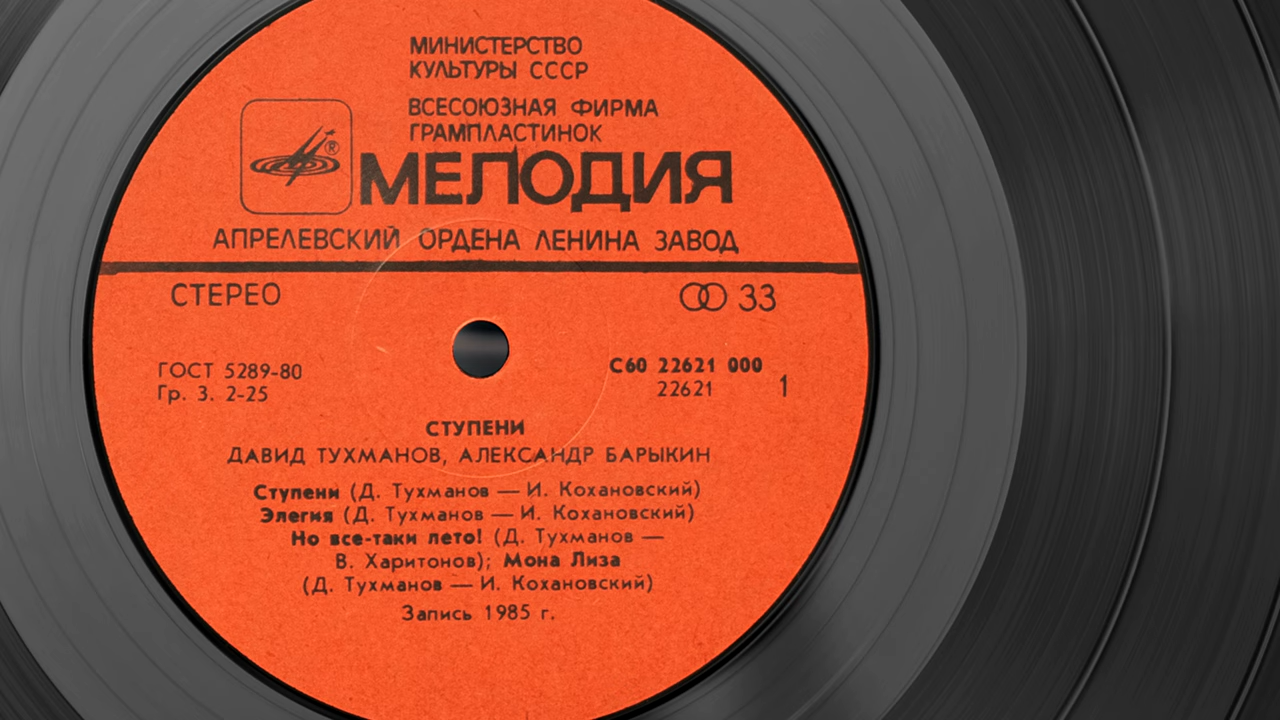 МИНИСТЕРСТВО
КУЛЬТУРЫ СССР
ВСЕСОЮЗНАЯ ФИРМА
ГРАМПЛАСТИНОК
®
МЕЛОДИЯ
АПРЕЛЕВСКИЙ ОРДЕНА ЛЕНИНА ЗАВОД
СТЕРЕО
33
ГОСТ 5289-80
Гр. 3. 2-25
С60 22621 000
22621 1
СТУПЕНИ
ДАВИД ТУХМАНОВ, АЛЕКСАНДР БАРЫКИН
Ступени (Д. Тухманов — И. Кохановский)
Элегия (Д. Тухманов — И. Кохановский)
Но все-таки лето! (Д. Тухманов —
В. Харитонов); Мона Лиза
(Д. Тухманов — И. Кохановский)
Запись 1985 г.